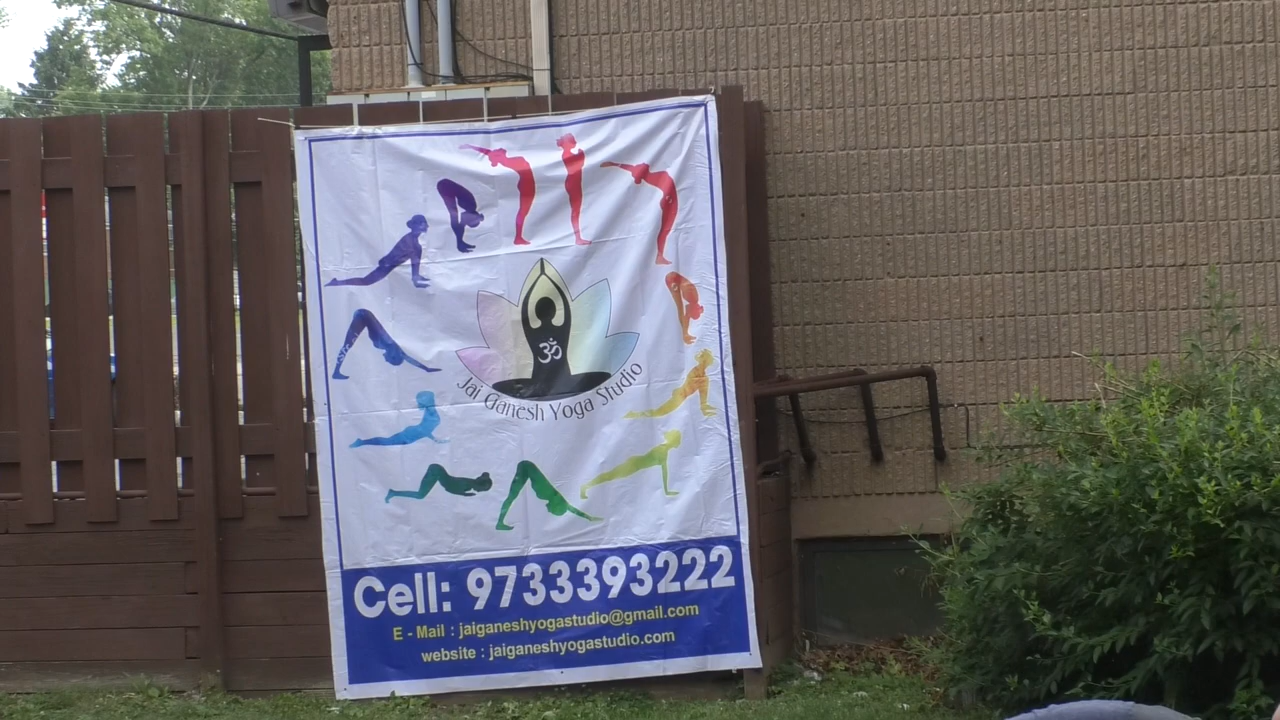 ॐ
Jai Ganesh Yoga Studio
Cell: 9733393222
E - Mail : jaiganeshyogastudio@gmail.com
website : jaiganeshyogastudio.com